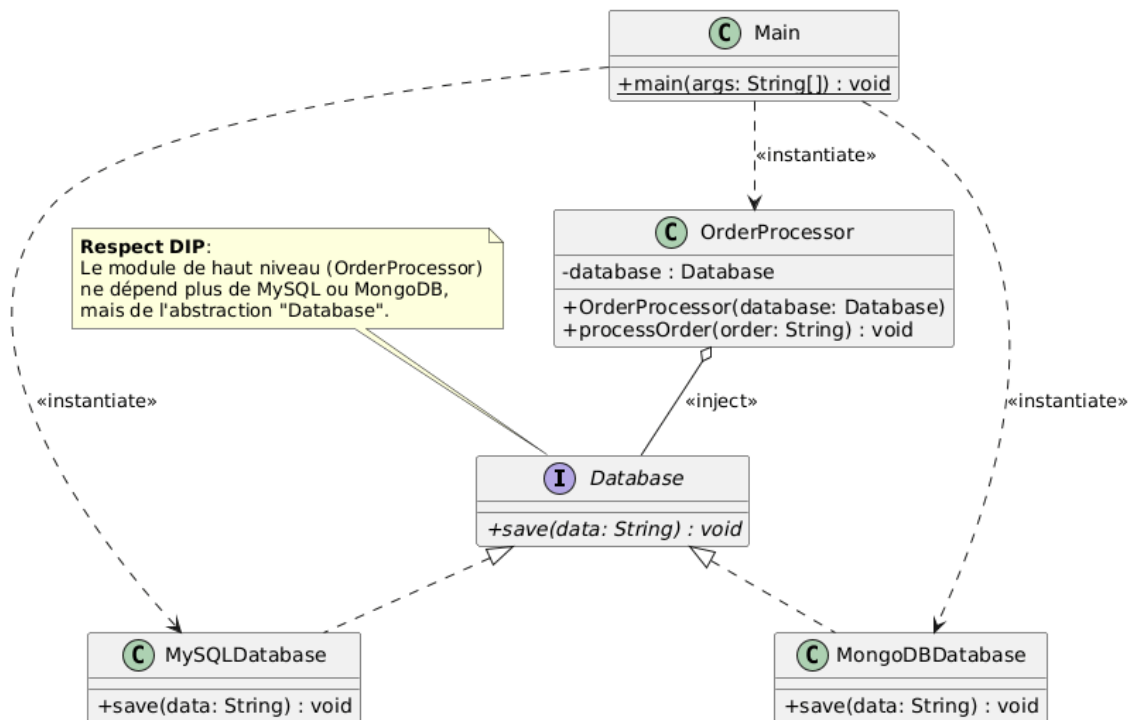 C Main
+main(args: String[]) : void
«instantiate»
Respect DIP:
Le module de haut niveau (OrderProcessor)
ne dépend plus de MySQL ou MongoDB,
mais de l'abstraction "Database".
C OrderProcessor
-database : Database
+OrderProcessor(database: Database)
+processOrder(order: String) : void
«instantiate»
«inject»
«instantiate»
I Database
+save(data: String) : void
C MySQLDatabase
+save(data: String) : void
C MongoDBDatabase
+save(data: String) : void